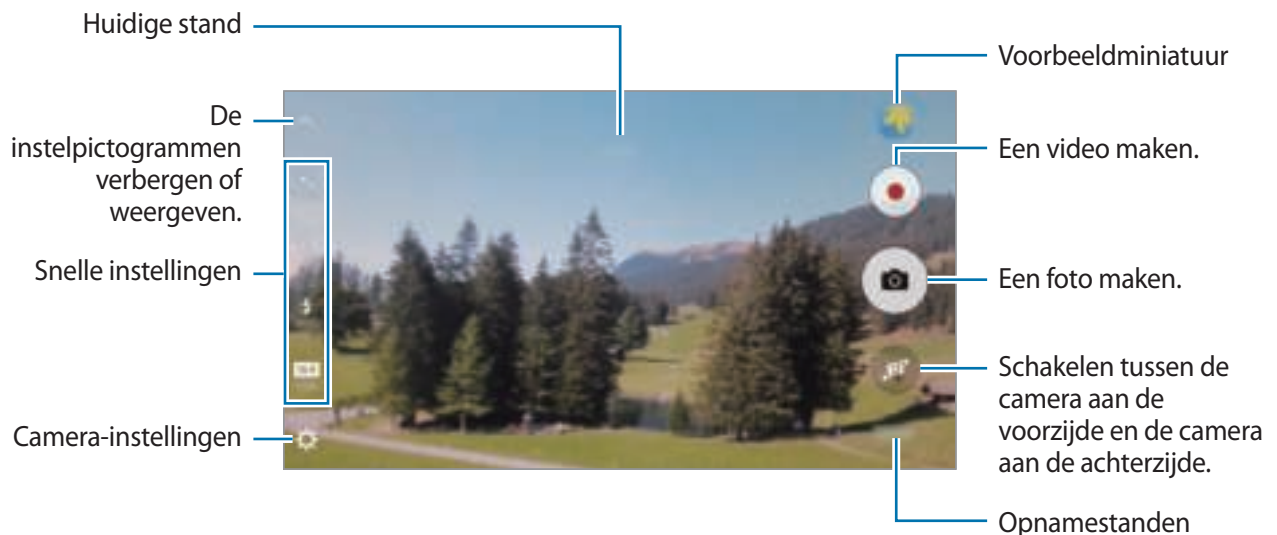 Huidige stand
De
instelpictogrammen
verbergen of
weergeven.
Snelle instellingen
Camera-instellingen
Voorbeeldminiatuur
Een video maken.
Een foto maken.
Schakelen tussen de
camera aan de
voorzijde en de camera
aan de achterzijde.
Opnamestanden